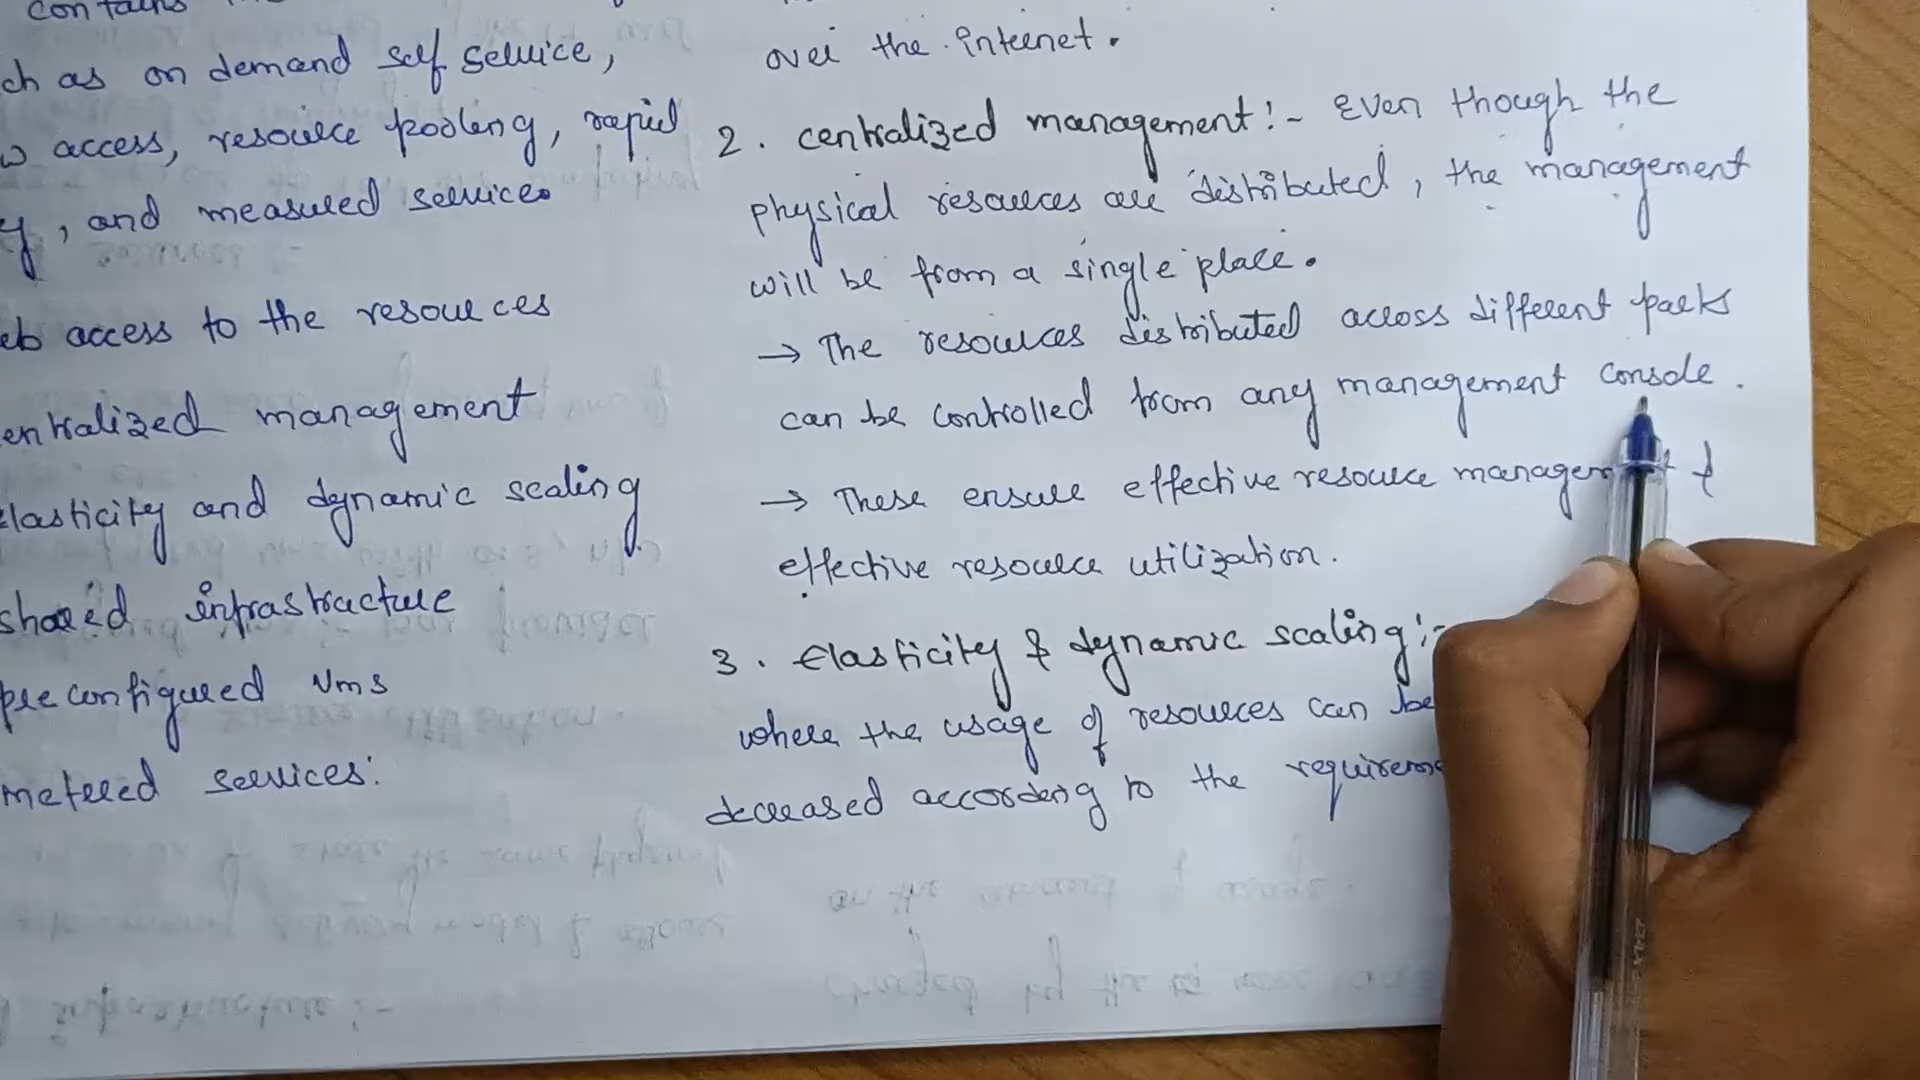 contains
ch as on demand self service,
w access, resource pooling, rapid
y, and measured services
eb access to the resources
entralized management
elasticity and dynamic scaling
shared infrastructure
preconfigured Vms
metered services:
over the internet.
2. centralized management:- Even though the
physical resources are distributed, the management
will be from a single place.
→ The resources distributed across different parts
can be controlled from any management console.
→ These ensure effective resource management &
effective resource utilization.
3. Elasticity & dynamic scaling:-
where the usage of resources can be
decreased according to the requireme